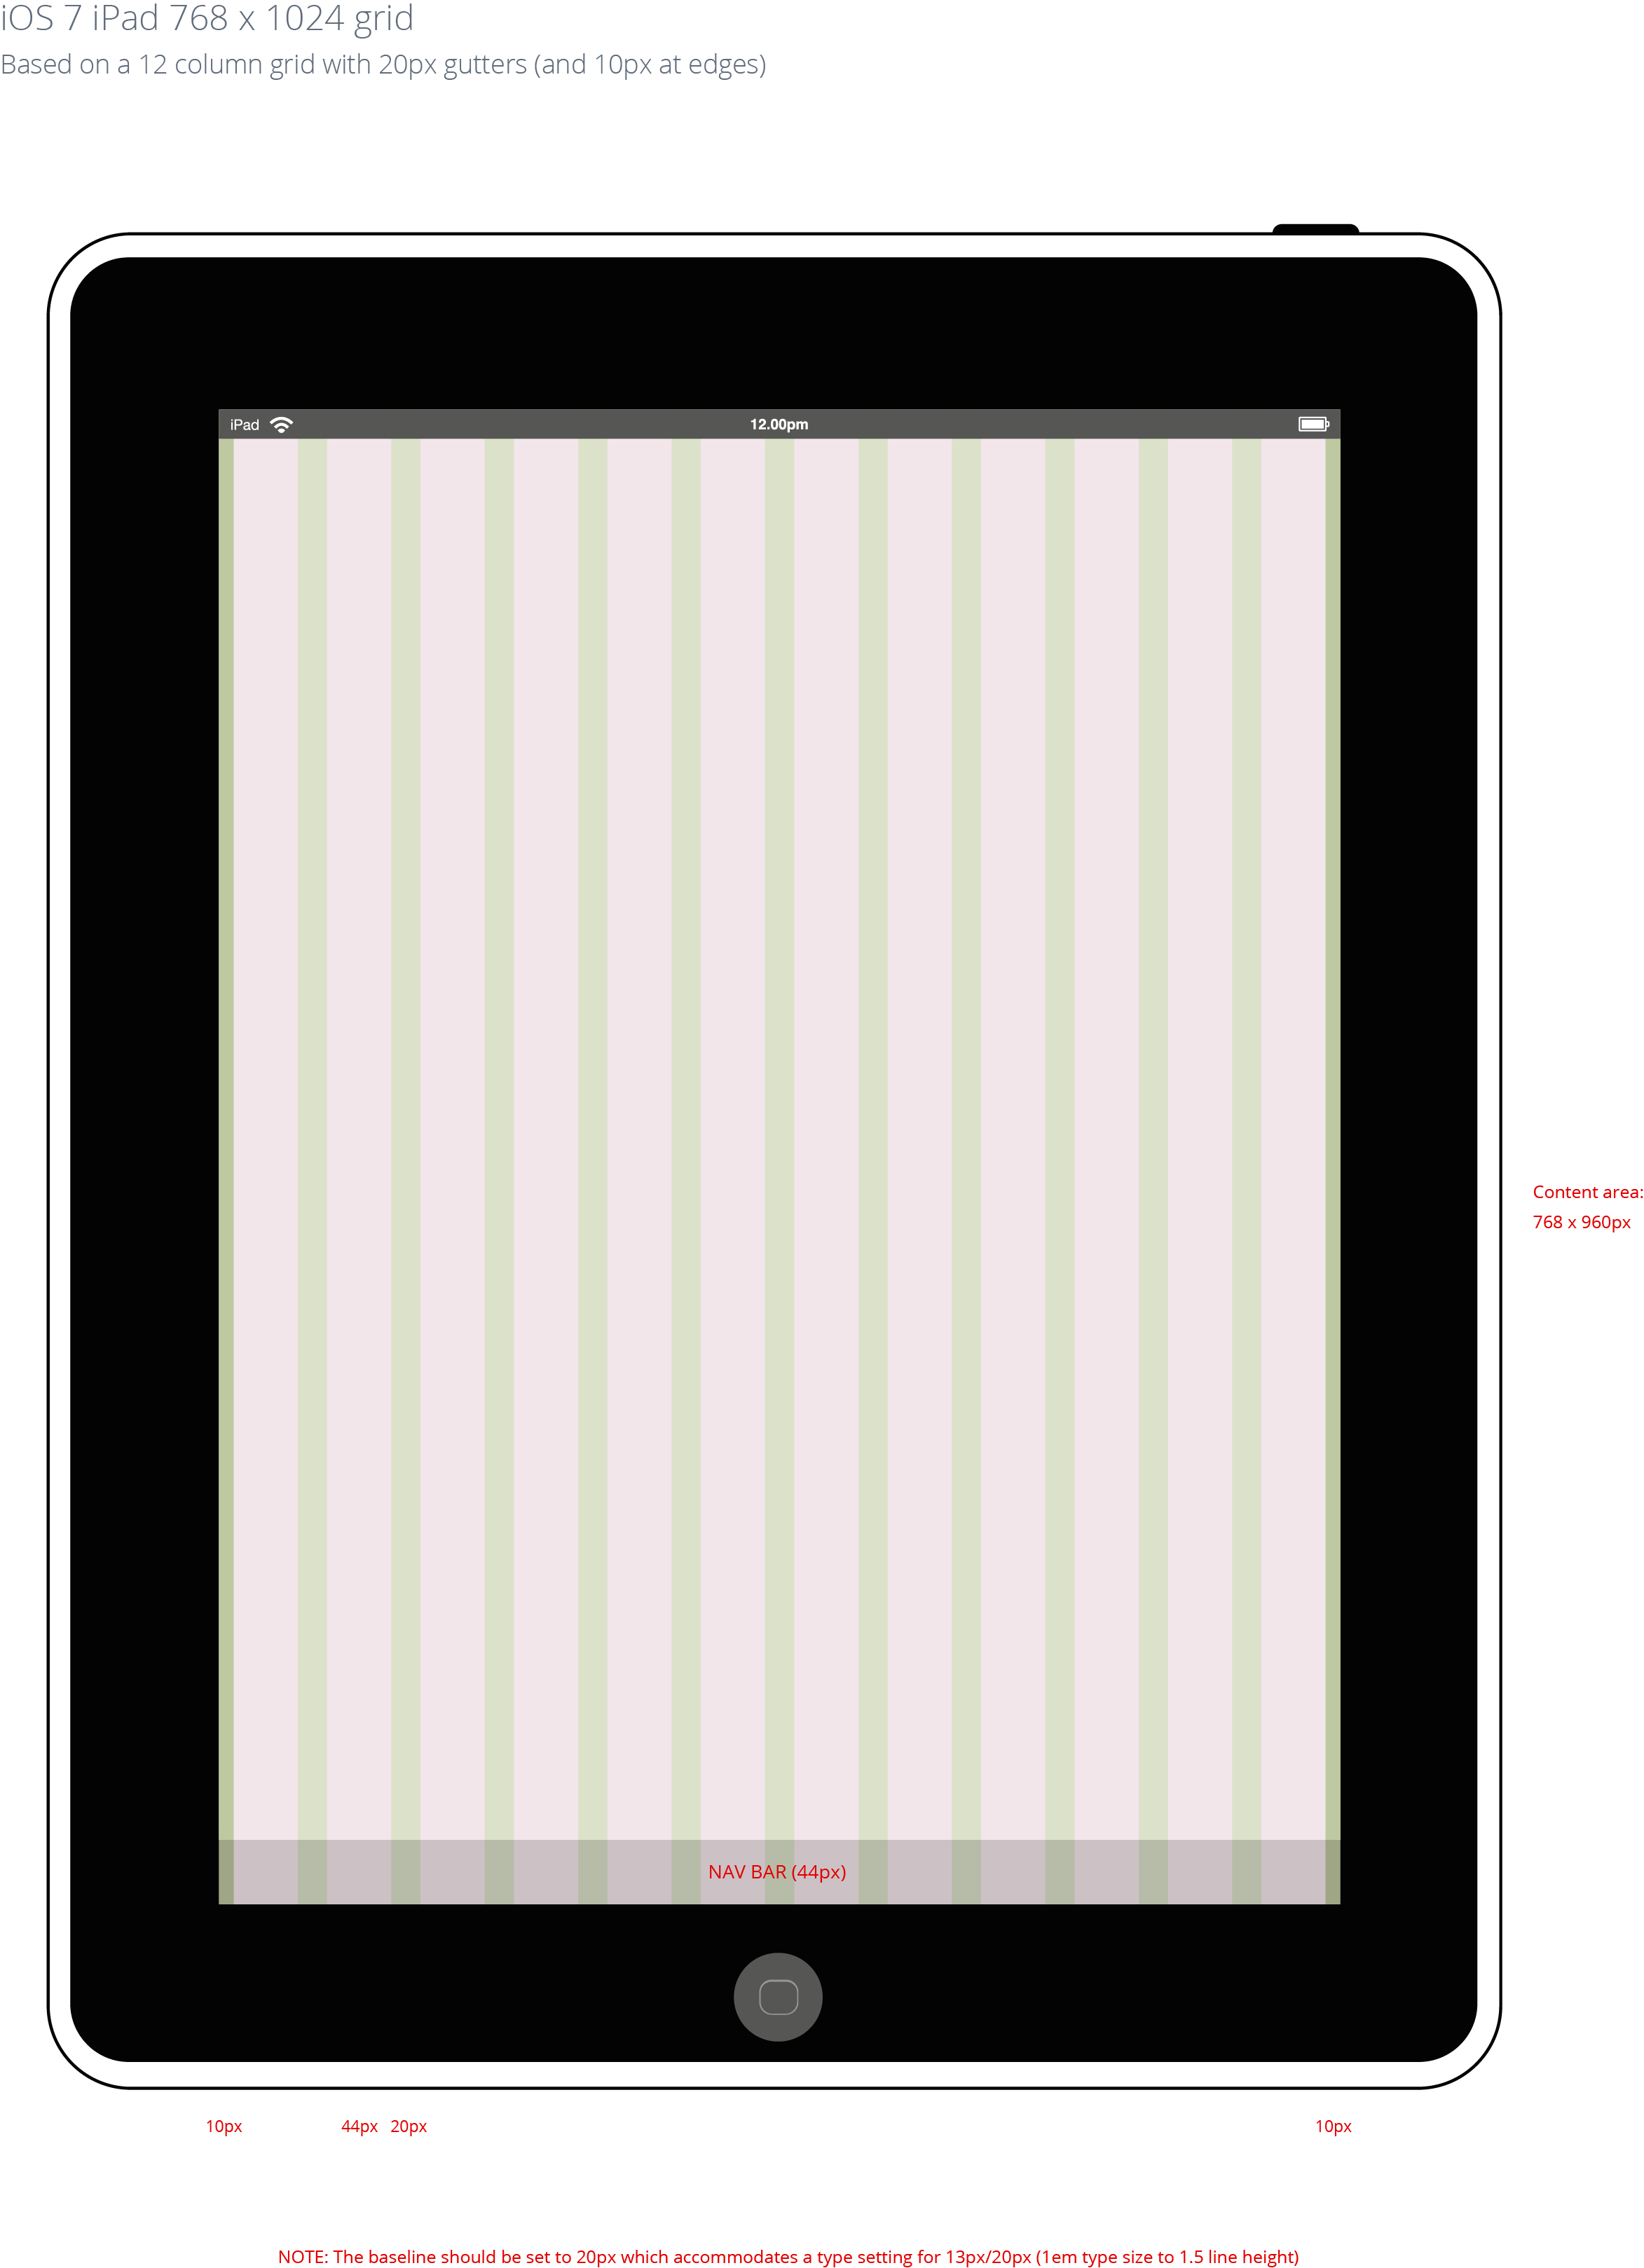 iOS 7 iPad 768 x 1024 grid
Based on a 12 column grid with 20px gutters (and 10px at edges)
iPad 12.00pm
Content area:
768 x 960px
NAV BAR (44px)
10px 44px 20px 10px
NOTE: The baseline should be set to 20px which accommodates a type setting for 13px/20px (1em type size to 1.5 line height)